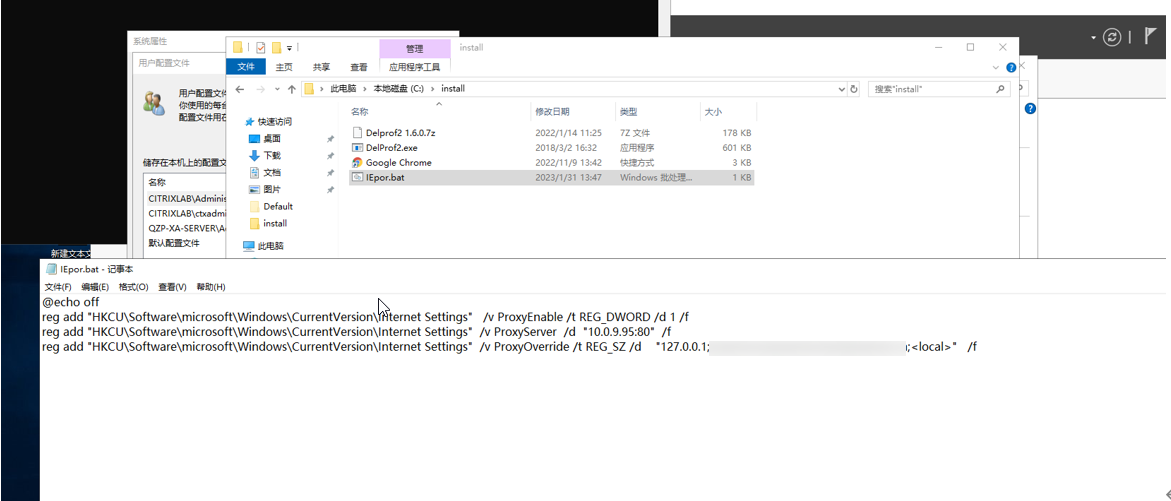 系统属性
用户配置文件
用户配置文件
你使用的每台
配置文件用在
储存在本机上的配置文
名称
CITRIXLAB\Adminis
CITRIXLAB\ctxadmi
QZP-XA-SERVER\Ad
默认配置文件
管理
install
文件
主页
共享
查看
应用程序工具
此电脑 › 本地磁盘 (C:) › install
搜索"install"
快速访问
桌面
下载
文档
图片
Default
install
此电脑
名称 修改日期 类型 大小
Delprof2 1.6.0.7z 2022/1/14 11:25 7Z 文件 178 KB
DelProf2.exe 2018/3/2 16:32 应用程序 601 KB
Google Chrome 2022/11/9 13:42 快捷方式 3 KB
IEpor.bat 2023/1/31 13:47 Windows 批处理... 1 KB
新建文本文
IEpor.bat - 记事本
文件(F) 编辑(E) 格式(O) 查看(V) 帮助(H)
@echo off
reg add "HKCU\Software\microsoft\Windows\CurrentVersion\Internet Settings" /v ProxyEnable /t REG_DWORD /d 1 /f
reg add "HKCU\Software\microsoft\Windows\CurrentVersion\Internet Settings" /v ProxyServer /d "10.0.9.95:80" /f
reg add "HKCU\Software\microsoft\Windows\CurrentVersion\Internet Settings" /v ProxyOverride /t REG_SZ /d "127.0.0.1; ;<local>" /f